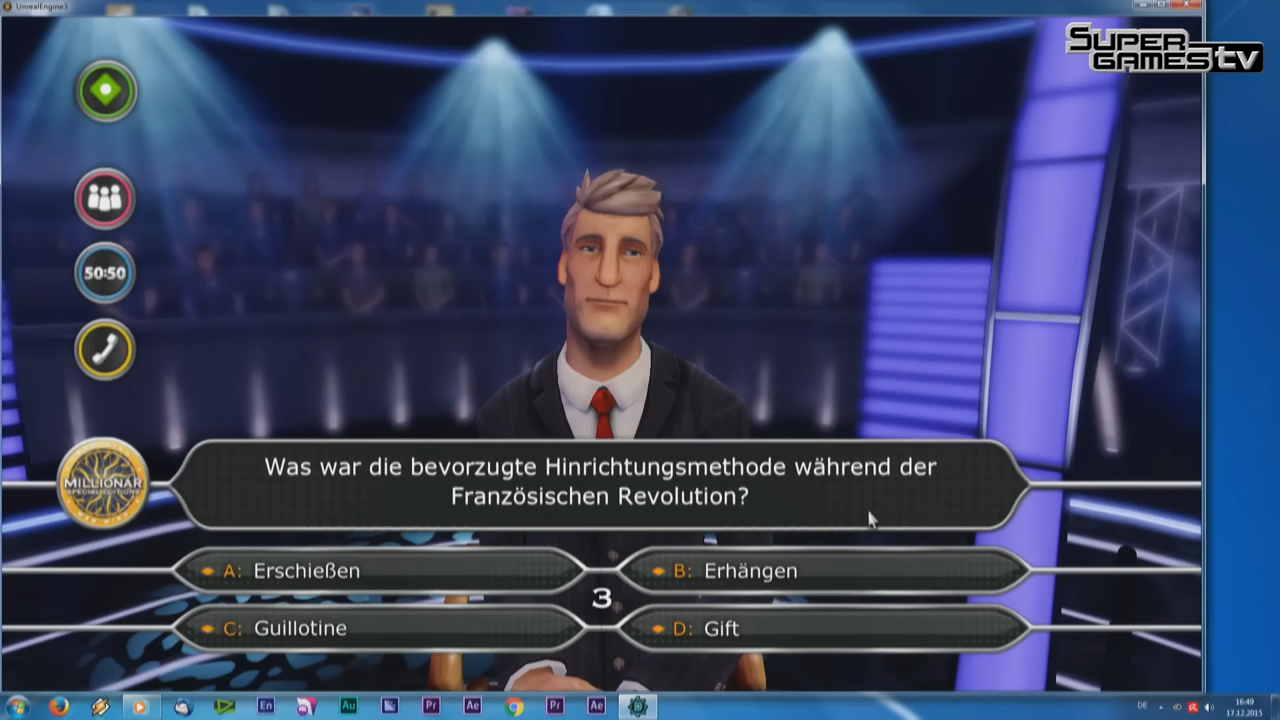 UnrealEngine3
SUPER
GAMES tv
50:50
MILLIONÄR
Was war die bevorzugte Hinrichtungsmethode während der
Französischen Revolution?
A: Erschießen
B: Erhängen
3
C: Guillotine
D: Gift
En
Au
Pr
Ae
Pr
Ae
DE
16:49
17.12.2015